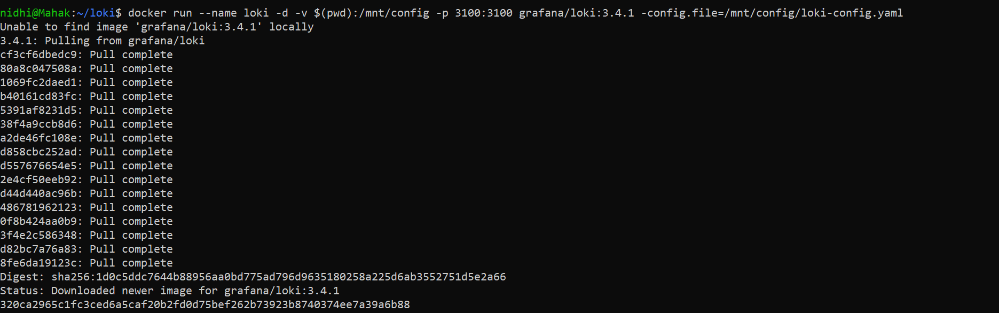 nidhi@Mahak:~/loki$ docker run --name loki -d -v $(pwd):/mnt/config -p 3100:3100 grafana/loki:3.4.1 -config.file=/mnt/config/loki-config.yaml
Unable to find image 'grafana/loki:3.4.1' locally
3.4.1: Pulling from grafana/loki
cf3cf6dbedc9: Pull complete
80a8c047508a: Pull complete
1069fc2daed1: Pull complete
b40161cd83fc: Pull complete
5391af8231d5: Pull complete
38f4a9ccb8d6: Pull complete
a2de46fc108e: Pull complete
d858cbc252ad: Pull complete
d557676654e5: Pull complete
2e4cf50eeb92: Pull complete
d44d440ac96b: Pull complete
486781962123: Pull complete
0f8b424aa0b9: Pull complete
3f4e2c586348: Pull complete
d82bc7a76a83: Pull complete
8fe6da19123c: Pull complete
Digest: sha256:1d0c5ddc7644b88956aa0bd775ad796d9635180258a225d6ab3552751d5e2a66
Status: Downloaded newer image for grafana/loki:3.4.1
320ca2965c1fc3ced6a5caf20b2fd0d75bef262b73923b8740374ee7a39a6b88